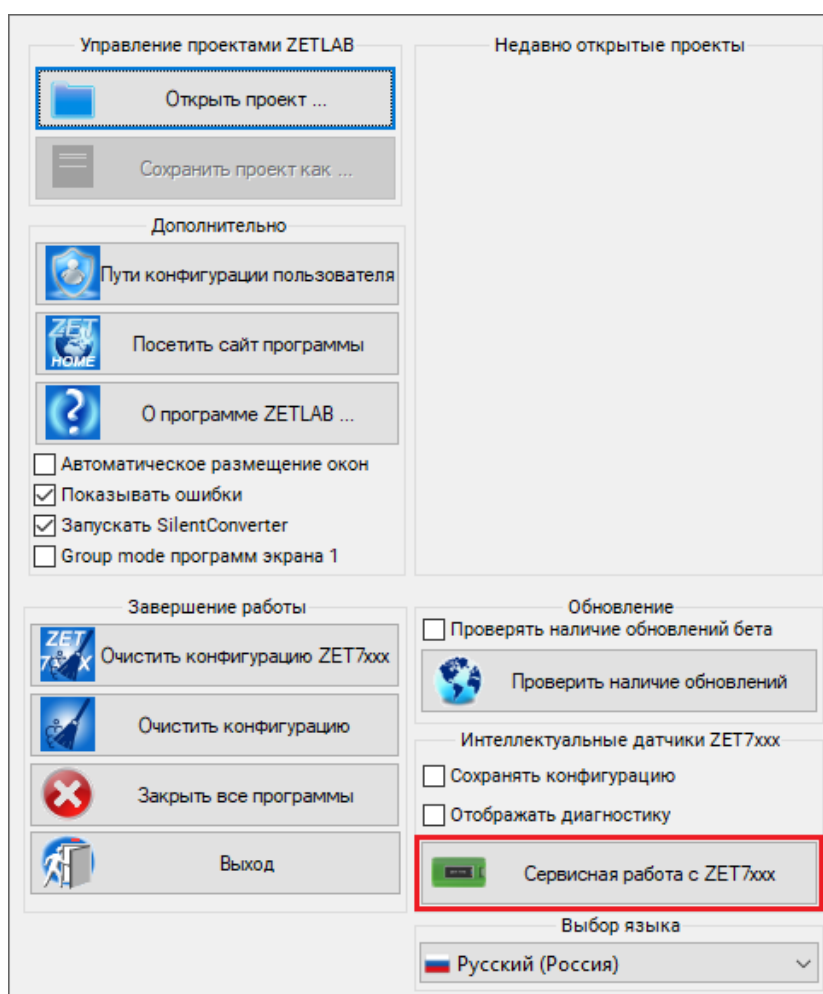 Управление проектами ZETLAB
Открыть проект ...
Сохранить проект как ...
Дополнительно
Пути конфигурации пользователя
ZET
HOME
Посетить сайт программы
О программе ZETLAB ...
Автоматическое размещение окон
Показывать ошибки
Запускать SilentConverter
Group mode программ экрана 1
Завершение работы
Очистить конфигурацию ZET7xxx
Очистить конфигурацию
Закрыть все программы
Выход
Недавно открытые проекты
Обновление
Проверять наличие обновлений бета
Проверить наличие обновлений
Интеллектуальные датчики ZET7xxx
Сохранять конфигурацию
Отображать диагностику
Сервисная работа с ZET7xxx
Выбор языка
Русский (Россия)